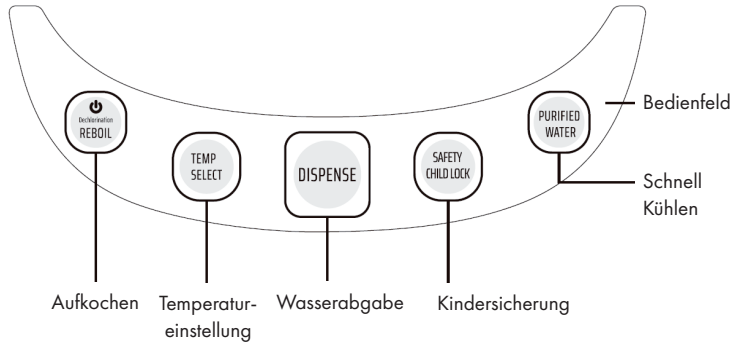 Dechlorination
REBOIL
TEMP
SELECT
DISPENSE
SAFETY
CHILD LOCK
PURIFIED
WATER
Bedienfeld
Schnell
Kühlen
Aufkochen
Temperatur-
einstellung
Wasserabgabe
Kindersicherung